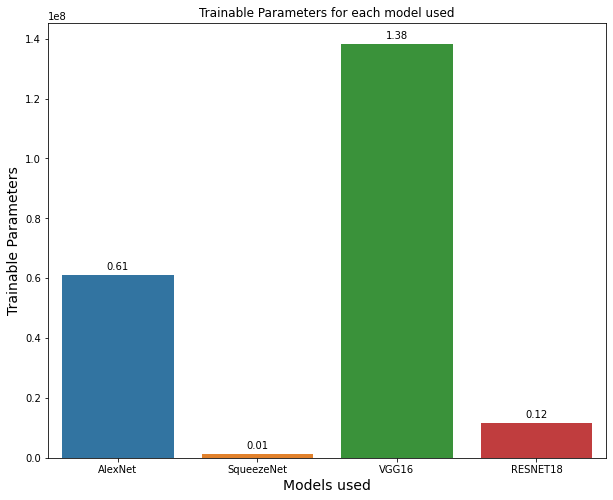 Trainable Parameters for each model used
1e8
1.38
1.4
1.2
1.0
0.8
0.61
0.6
0.4
0.2
0.12
0.01
0.0
Trainable Parameters
AlexNet SqueezeNet VGG16 RESNET18
Models used